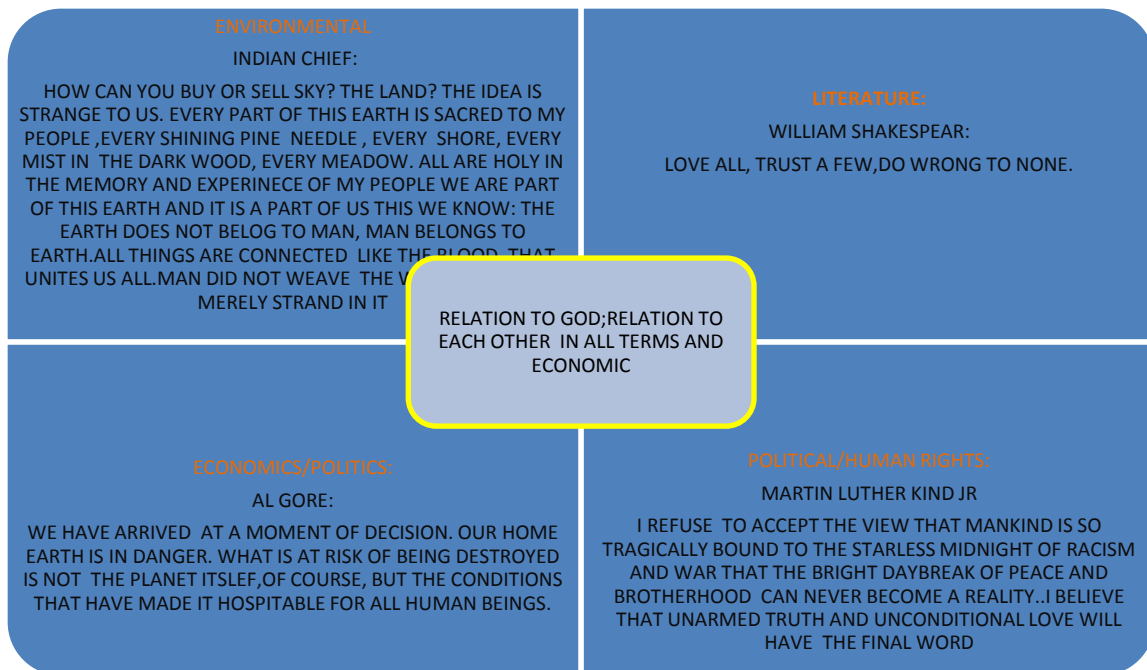 ENVIRONMENTAL
INDIAN CHIEF:
HOW CAN YOU BUY OR SELL SKY? THE LAND? THE IDEA IS
STRANGE TO US. EVERY PART OF THIS EARTH IS SACRED TO MY
PEOPLE ,EVERY SHINING PINE NEEDLE , EVERY SHORE, EVERY
MIST IN THE DARK WOOD, EVERY MEADOW. ALL ARE HOLY IN
THE MEMORY AND EXPERINECE OF MY PEOPLE WE ARE PART
OF THIS EARTH AND IT IS A PART OF US THIS WE KNOW: THE
EARTH DOES NOT BELOG TO MAN, MAN BELONGS TO
EARTH.ALL THINGS ARE CONNECTED LIKE THE BLOOD THAT
UNITES US ALL.MAN DID NOT WEAVE THE
MERELY STRAND IN IT
LITERATURE:
WILLIAM SHAKESPEAR:
LOVE ALL, TRUST A FEW,DO WRONG TO NONE.
RELATION TO GOD;RELATION TO
EACH OTHER IN ALL TERMS AND
ECONOMIC
ECONOMICS/POLITICS:
AL GORE:
WE HAVE ARRIVED AT A MOMENT OF DECISION. OUR HOME
EARTH IS IN DANGER. WHAT IS AT RISK OF BEING DESTROYED
IS NOT THE PLANET ITSLEF,OF COURSE, BUT THE CONDITIONS
THAT HAVE MADE IT HOSPITABLE FOR ALL HUMAN BEINGS.
POLITICAL/HUMAN RIGHTS:
MARTIN LUTHER KIND JR
I REFUSE TO ACCEPT THE VIEW THAT MANKIND IS SO
TRAGICALLY BOUND TO THE STARLESS MIDNIGHT OF RACISM
AND WAR THAT THE BRIGHT DAYBREAK OF PEACE AND
BROTHERHOOD CAN NEVER BECOME A REALITY..I BELIEVE
THAT UNARMED TRUTH AND UNCONDITIONAL LOVE WILL
HAVE THE FINAL WORD